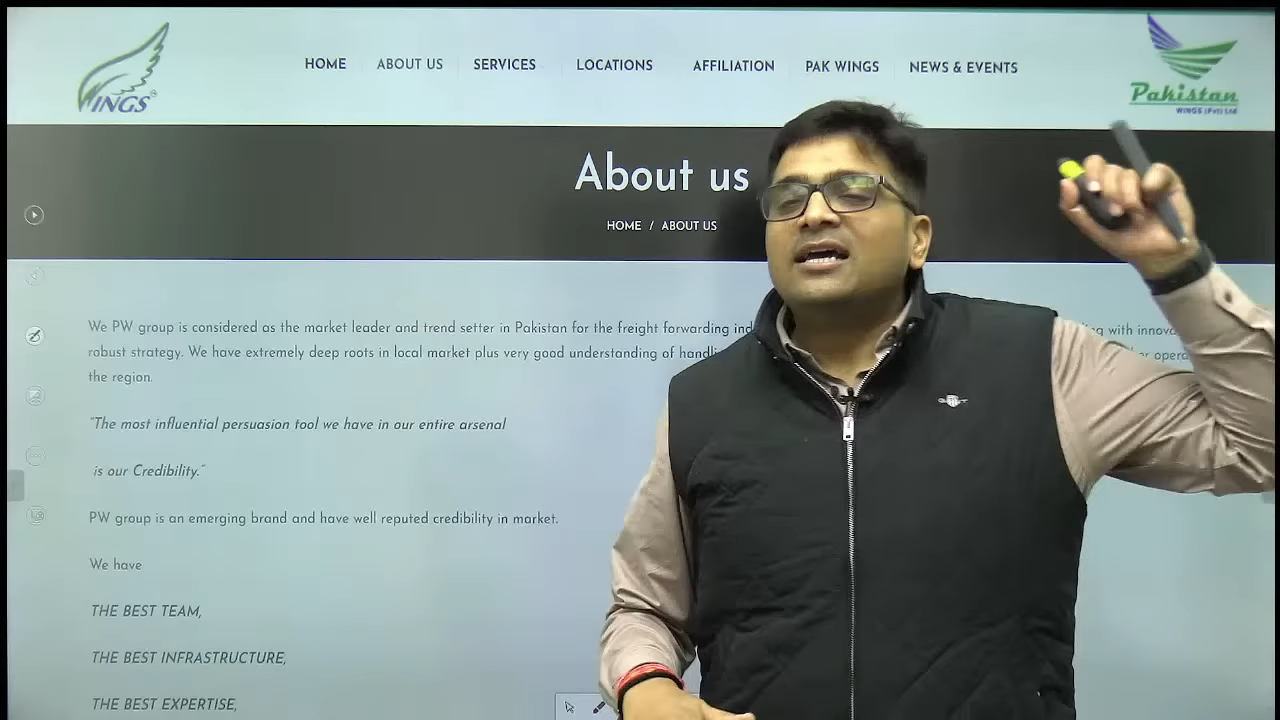 INGS
HOME ABOUT US SERVICES LOCATIONS AFFILIATION PAK WINGS NEWS & EVENTS
Pakistan
WINGS (Pvt) Ltd
About us
HOME / ABOUT US
We PW group is considered as the market leader and trend setter in Pakistan for the freight forwarding with
robust strategy. We have extremely deep roots in local market plus very good understanding of
the region.
“The most influential persuasion tool we have in our entire arsenal
is our Credibility.”
PW group is an emerging brand and have well reputed credibility in market.
We have
THE BEST TEAM,
THE BEST INFRASTRUCTURE,
THE BEST EXPERTISE,